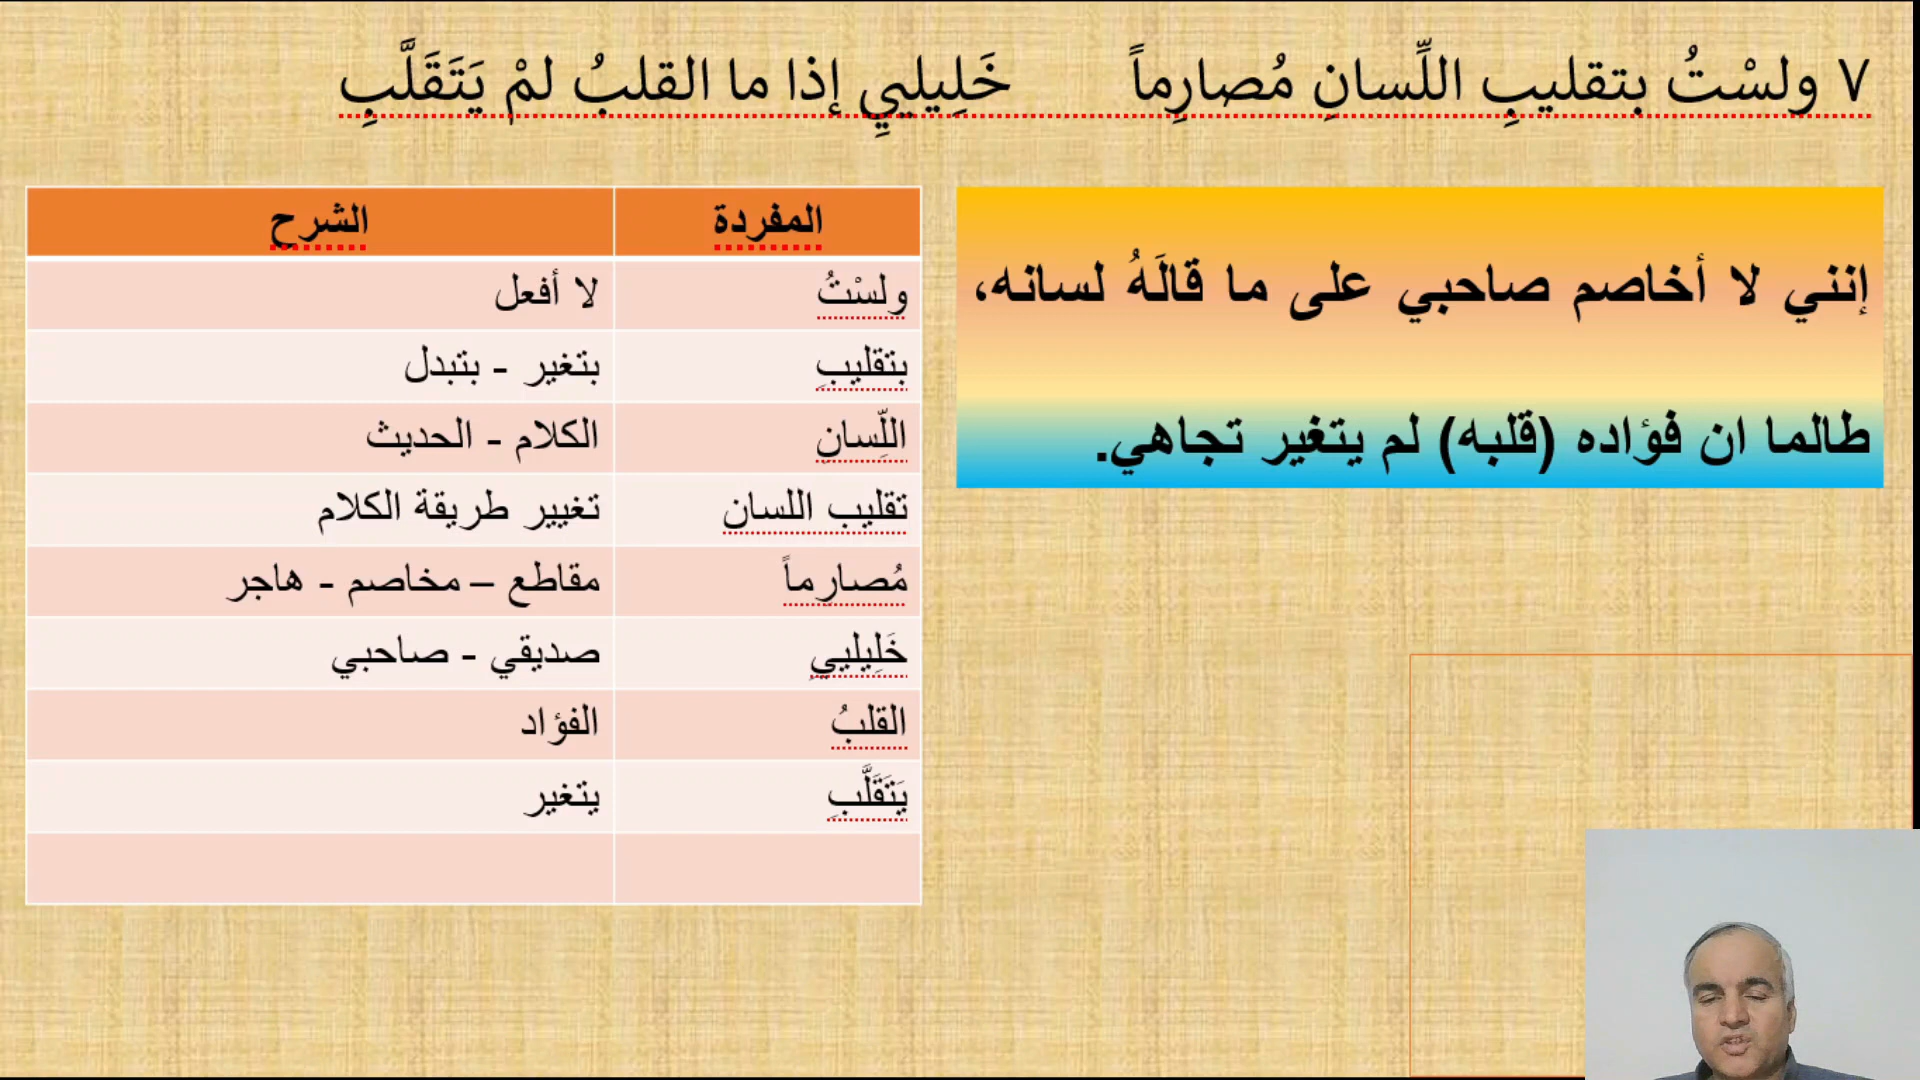 ٧ ولسْتُ بتقليبِ اللِّسانِ مُصارِماً خَلِيليِي إذا ما القلبُ لمْ يَتَقَلَّبِ
إنني لا أخاصم صاحبي على ما قالَهُ لسانه،
طالما ان فؤاده (قلبه) لم يتغير تجاهي.
المفردة الشرح
ولسْتُ لا أفعل
بتقليبِ بتغير - بتبدل
اللِّسانِ الكلام - الحديث
تقليب اللسان تغيير طريقة الكلام
مُصارِماً مقاطع – مخاصم - هاجر
خَلِيليِي صديقي - صاحبي
القلبُ الفؤاد
يَتَقَلَّبِ يتغير